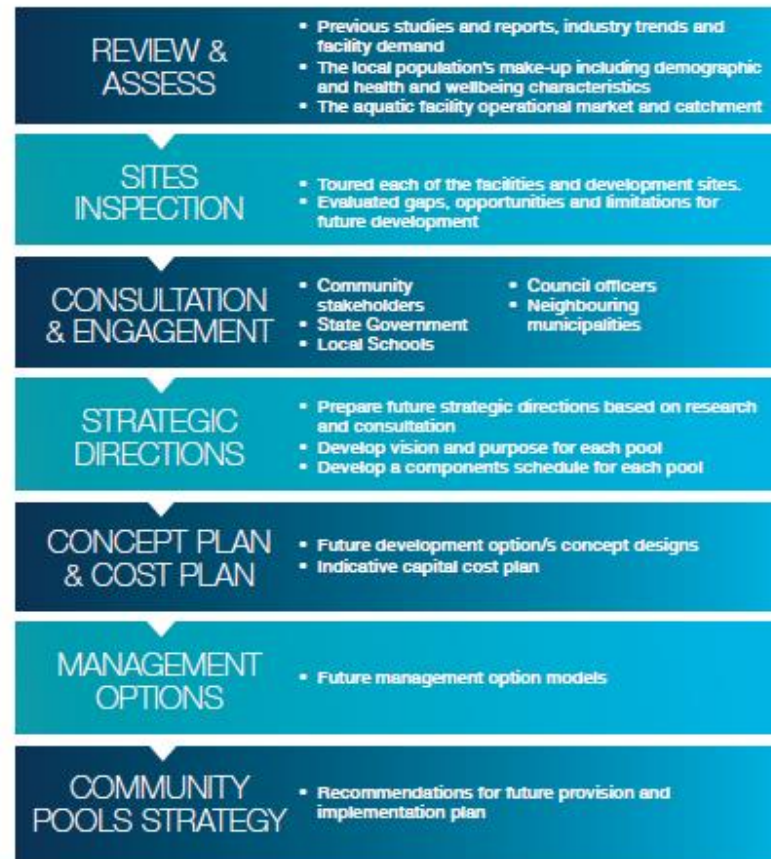 REVIEW &
ASSESS
• Previous studies and reports, industry trends and
facility demand
• The local population's make-up including demographic
and health and wellbeing characteristics
• The aquatic facility operational market and catchment
SITES
INSPECTION
• Toured each of the facilities and development sites.
• Evaluated gaps, opportunities and limitations for
future development
CONSULTATION
& ENGAGEMENT
• Community
stakeholders
• State Government
• Local Schools
• Council officers
• Neighbouring
municipalities
STRATEGIC
DIRECTIONS
• Prepare future strategic directions based on research
and consultation
• Develop vision and purpose for each pool
• Develop a components schedule for each pool
CONCEPT PLAN
& COST PLAN
• Future development option/s concept designs
• Indicative capital cost plan
MANAGEMENT
OPTIONS
• Future management option models
COMMUNITY
POOLS STRATEGY
• Recommendations for future provision and
implementation plan